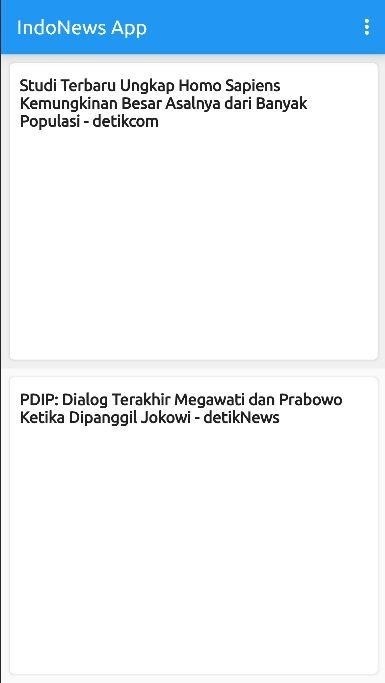 IndoNews App
Studi Terbaru Ungkap Homo Sapiens
Kemungkinan Besar Asalnya dari Banyak
Populasi - detikcom
PDIP: Dialog Terakhir Megawati dan Prabowo
Ketika Dipanggil Jokowi - detikNews